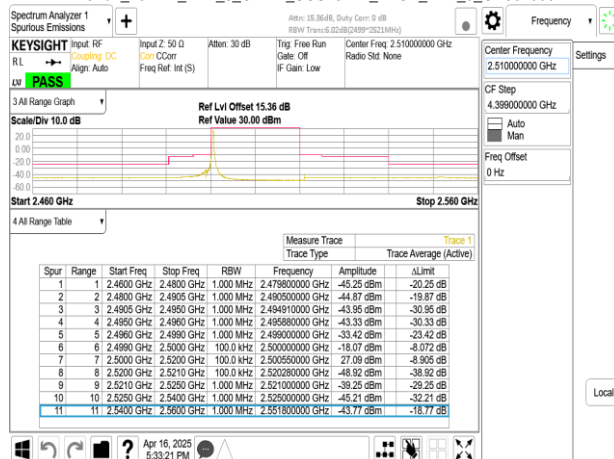 Spectrum Analyzer 1
Spurious Emissions
Atten: 15.36dB, Duty Corr: 0 dB
RBW Trans:6.02dB(2499~2521MHz)
Frequency
KEYSIGHT
Input: RF
Input Z: 50 Ω
Atten: 30 dB
Trig: Free Run
Center Freq: 2.510000000 GHz
RL
Coupling: DC
Corr CCorr
Gate: Off
Radio Std: None
Align: Auto
Freq Ref: Int (S)
IF Gain: Low
LXI
PASS
Center Frequency
2.510000000 GHz
Settings
CF Step
4.399000000 GHz
Auto
Man
Freq Offset
0 Hz
3 All Range Graph
Ref Lvl Offset 15.36 dB
Scale/Div 10.0 dB
Ref Value 30.00 dBm
20.0
0.00
-20.0
-40.0
-60.0
Start 2.460 GHz
Stop 2.560 GHz
4 All Range Table
Measure Trace Trace 1
Trace Type Trace Average (Active)
Spur Range Start Freq Stop Freq RBW Frequency Amplitude ΔLimit
1 1 2.4600 GHz 2.4800 GHz 1.000 MHz 2.479800000 GHz -45.25 dBm -20.25 dB
2 2 2.4800 GHz 2.4905 GHz 1.000 MHz 2.490500000 GHz -44.87 dBm -19.87 dB
3 3 2.4905 GHz 2.4950 GHz 1.000 MHz 2.494910000 GHz -43.95 dBm -30.95 dB
4 4 2.4950 GHz 2.4960 GHz 1.000 MHz 2.495880000 GHz -43.33 dBm -30.33 dB
5 5 2.4960 GHz 2.4990 GHz 1.000 MHz 2.499000000 GHz -33.42 dBm -23.42 dB
6 6 2.4990 GHz 2.5000 GHz 100.0 kHz 2.500000000 GHz -18.07 dBm -8.072 dB
7 7 2.5000 GHz 2.5200 GHz 100.0 kHz 2.500550000 GHz 27.09 dBm -8.905 dB
8 8 2.5200 GHz 2.5210 GHz 100.0 kHz 2.520280000 GHz -48.92 dBm -38.92 dB
9 9 2.5210 GHz 2.5250 GHz 1.000 MHz 2.521000000 GHz -39.25 dBm -29.25 dB
10 10 2.5250 GHz 2.5400 GHz 1.000 MHz 2.525000000 GHz -45.21 dBm -32.21 dB
11 11 2.5400 GHz 2.5600 GHz 1.000 MHz 2.551800000 GHz -43.77 dBm -18.77 dB
Local
Apr 16, 2025
5:33:21 PM